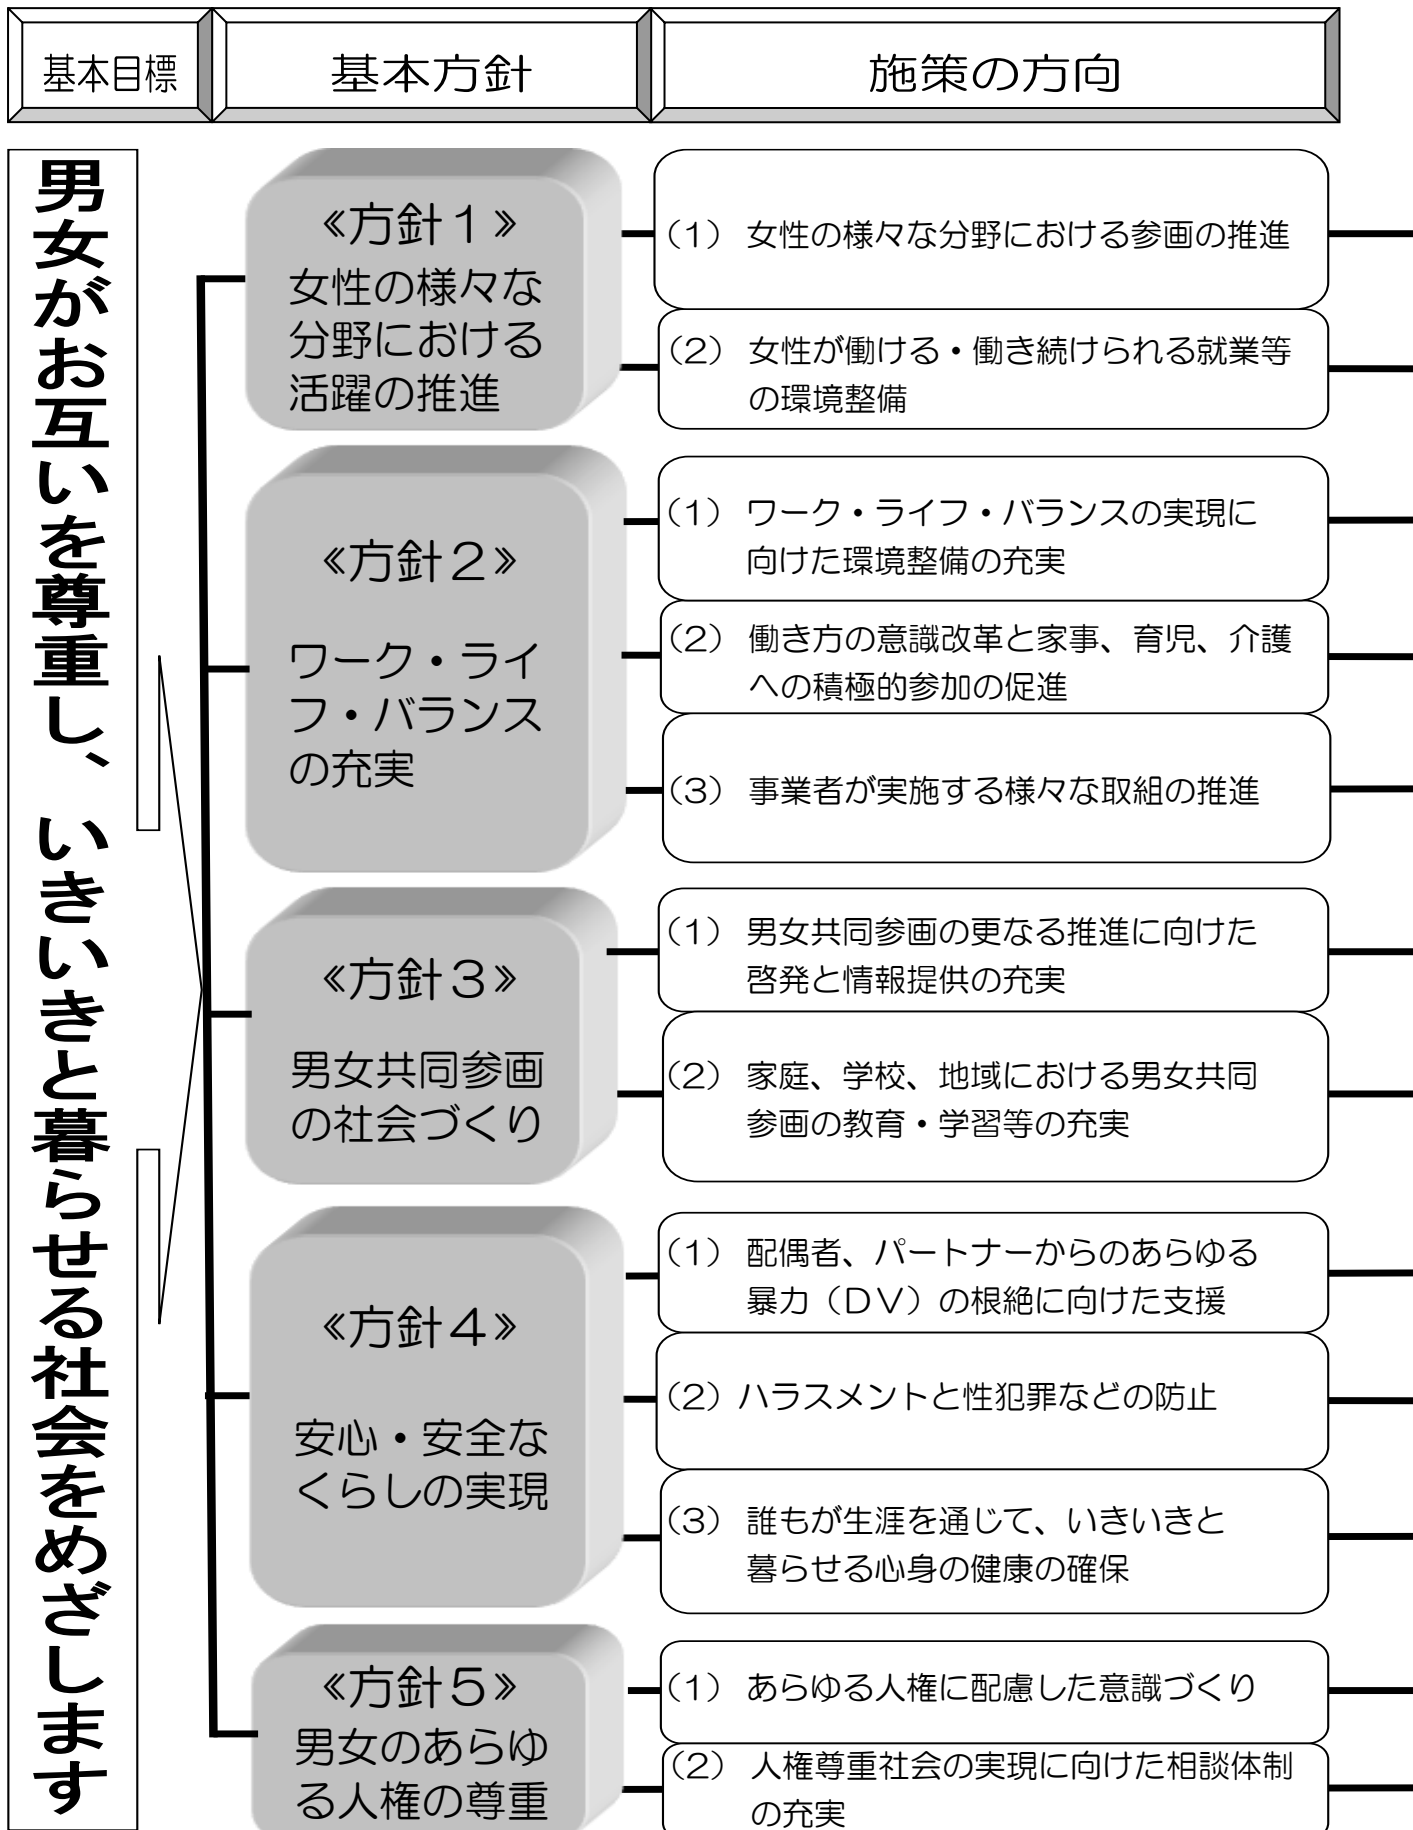 基本目標
基本方針
施策の方向
男女がお互いを尊重し、いきいきと暮らせる社会をめざします
≪方針１≫
女性の様々な
分野における
活躍の推進
（1） 女性の様々な分野における参画の推進
（2） 女性が働ける・働き続けられる就業等
の環境整備
≪方針２≫
ワーク・ライ
フ・バランス
の充実
（1） ワーク・ライフ・バランスの実現に
向けた環境整備の充実
（2） 働き方の意識改革と家事、育児、介護
への積極的参加の促進
（3） 事業者が実施する様々な取組の推進
≪方針３≫
男女共同参画
の社会づくり
（1） 男女共同参画の更なる推進に向けた
啓発と情報提供の充実
（2） 家庭、学校、地域における男女共同
参画の教育・学習等の充実
≪方針４≫
安心・安全な
くらしの実現
（1） 配偶者、パートナーからのあらゆる
暴力（ＤＶ）の根絶に向けた支援
（2）ハラスメントと性犯罪などの防止
（3） 誰もが生涯を通じて、いきいきと
暮らせる心身の健康の確保
≪方針５≫
男女のあらゆ
る人権の尊重
（1） あらゆる人権に配慮した意識づくり
（2） 人権尊重社会の実現に向けた相談体制
の充実